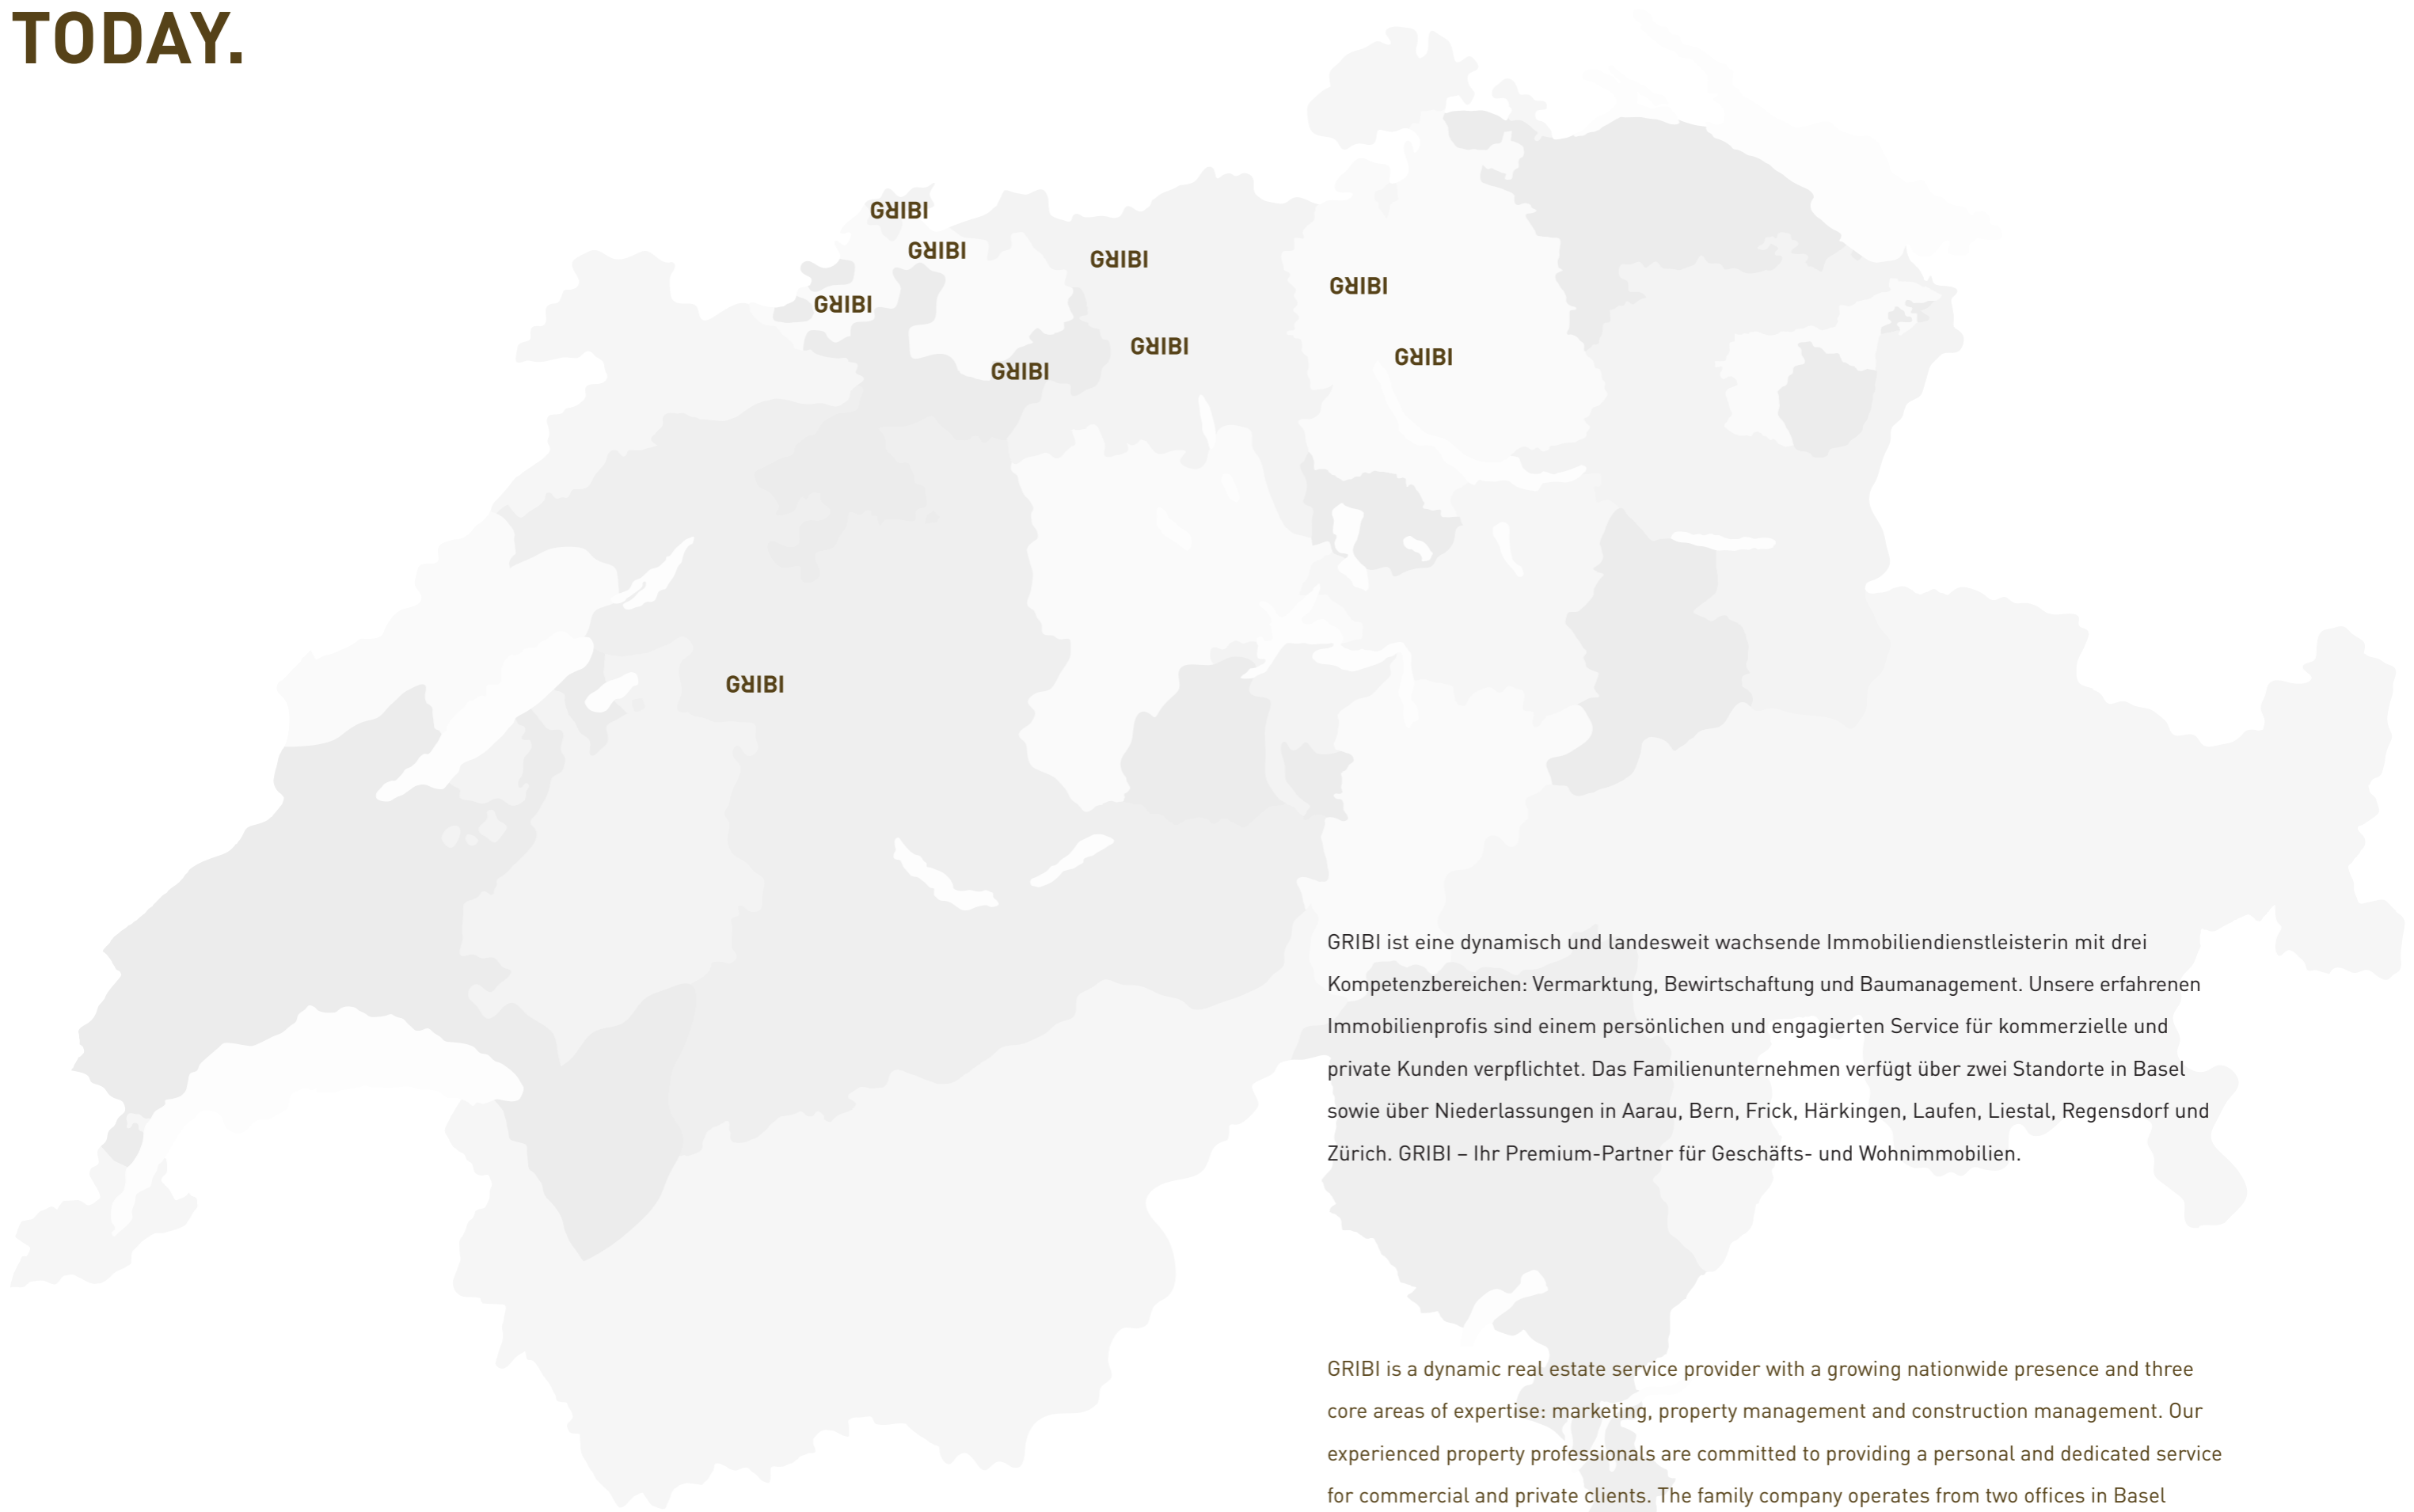 TODAY.
GRIBI
GRIBI
GRIBI
GRIBI
GRIBI
GRIBI
GRIBI
GRIBI
GRIBI
GRIBI ist eine dynamisch und landesweit wachsende Immobiliendienstleisterin mit drei
Kompetenzbereichen: Vermarktung, Bewirtschaftung und Baumanagement. Unsere erfahrenen
Immobilienprofis sind einem persönlichen und engagierten Service für kommerzielle und
private Kunden verpflichtet. Das Familienunternehmen verfügt über zwei Standorte in Basel
sowie über Niederlassungen in Aarau, Bern, Frick, Härkingen, Laufen, Liestal, Regensdorf und
Zürich. GRIBI – Ihr Premium-Partner für Geschäfts- und Wohnimmobilien.
GRIBI is a dynamic real estate service provider with a growing nationwide presence and three
core areas of expertise: marketing, property management and construction management. Our
experienced property professionals are committed to providing a personal and dedicated service
for commercial and private clients. The family company operates from two offices in Basel